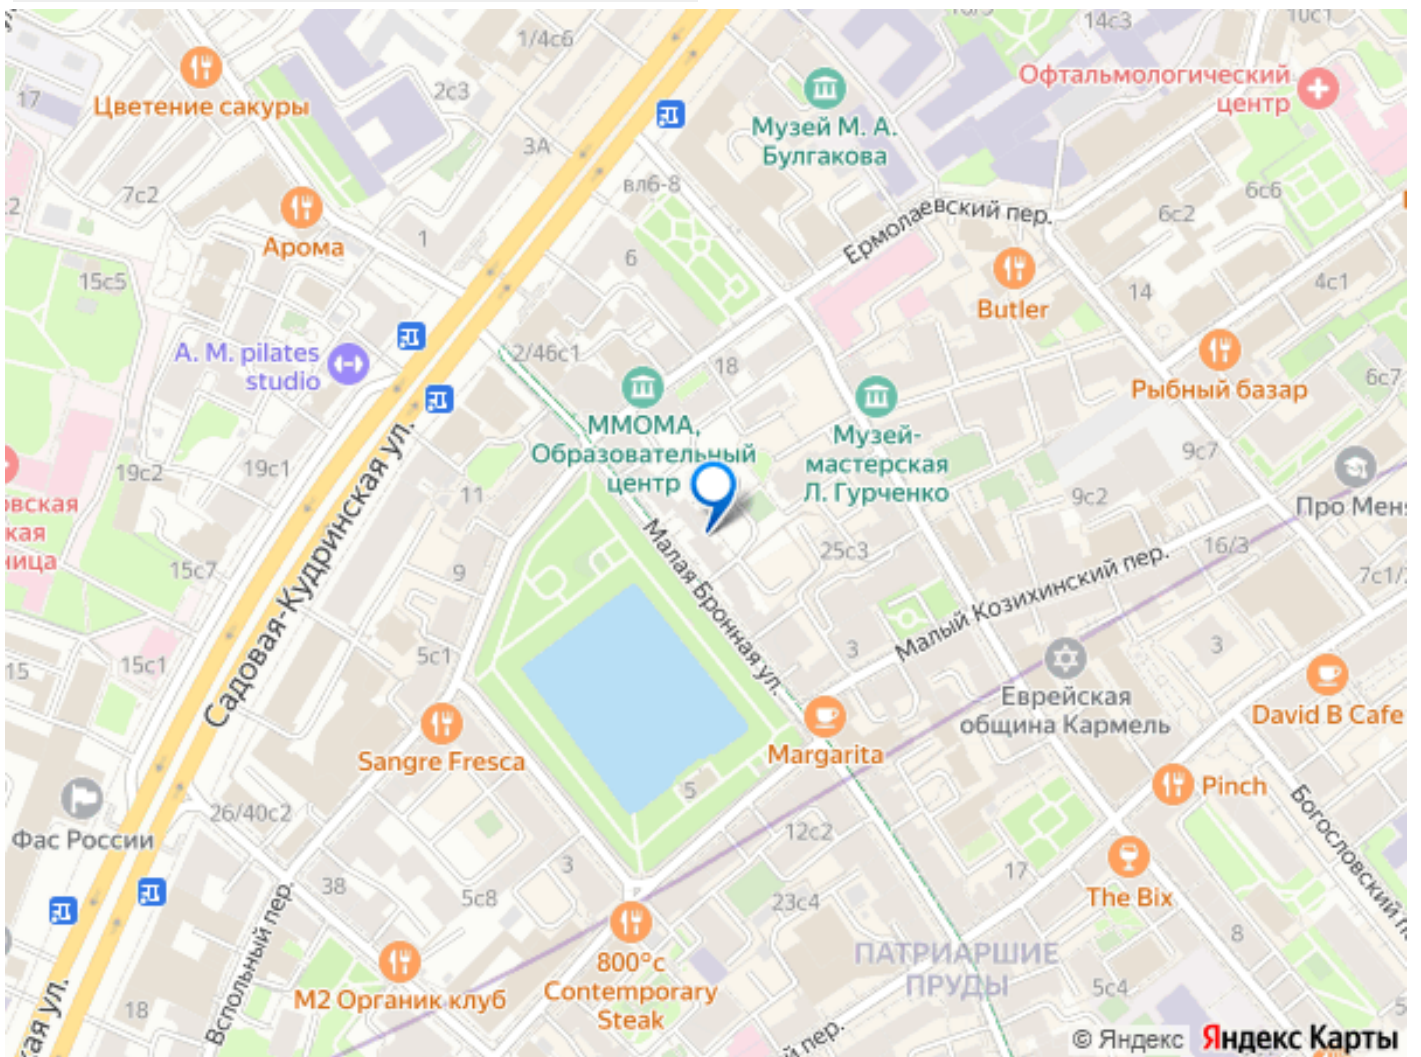 1/4с6
14с3
10с1
Офтальмологический
центр
17
Цветение сакуры
2с3
Музей М. А.
Булгакова
3А
7с2
вл6-8
6с6
6с2
Ермолаевский пер.
Арома
1
6
15с5
14
4с1
Butler
A. M. pilates
studio
2/46с1
18
Рыбный базар
6с7
ММОМА,
Образовательный
центр
Музей-
мастерская
Л. Гурченко
9с7
19с2
19с1
11
9с2
Про Меня
ница
15с7
9
25с3
16/3
Садовая-Кудринская ул.
Малая Бронная ул.
Малый Козихинский пер.
15
15с1
5с1
3
3
Еврейская
община Кармель
David B Cafe
Sangre Fresca
Margarita
5
Pinch
Фас России
26/40с2
12с2
Богословский п
3
17
38
5с8
23с4
The Bix
8
Вспольный пер.
800°c
Contemporary
Steak
ПАТРИАРШИЕ
ПРУДЫ
М2 Органик клуб
5с4
18
й пер.
кая ул.
© Яндекс Яндекс Карты